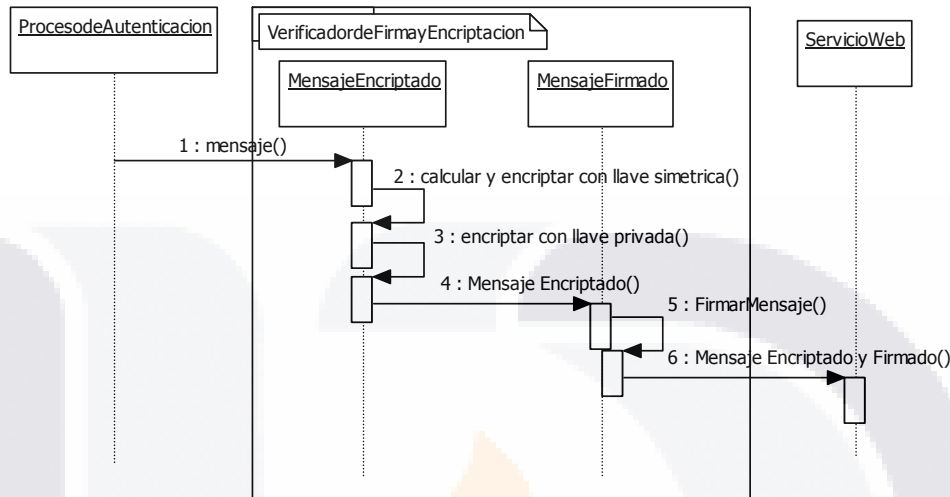 ProcesodeAutenticacion
VerificadordeFirmayEncriptacion
ServicioWeb
MensajeEncriptado
MensajeFirmado
1 : mensaje()
2 : calcular y encriptar con llave simetrica()
3 : encriptar con llave privada()
4 : Mensaje Encriptado()
5 : FirmarMensaje()
6 : Mensaje Encriptado y Firmado()